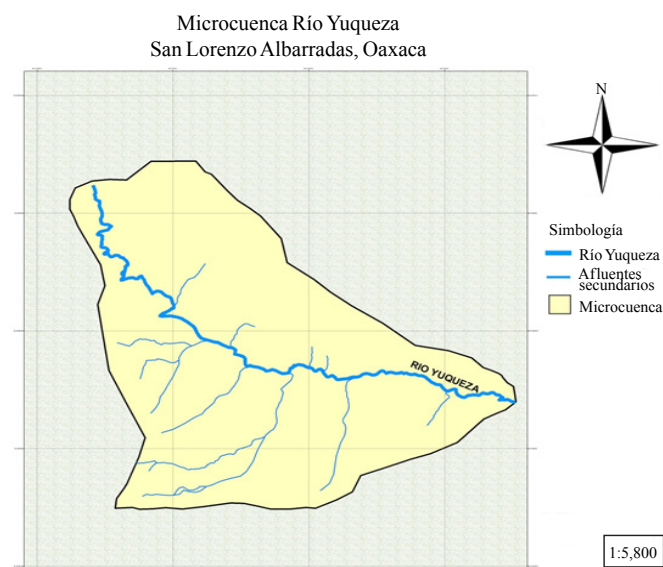 Microcuenca Río Yuqueza
San Lorenzo Albarradas, Oaxaca
N
Simbología
Río Yuqueza
Afluentes
secundarios
Microcuenca
RIO YUQUEZA
1:5,800